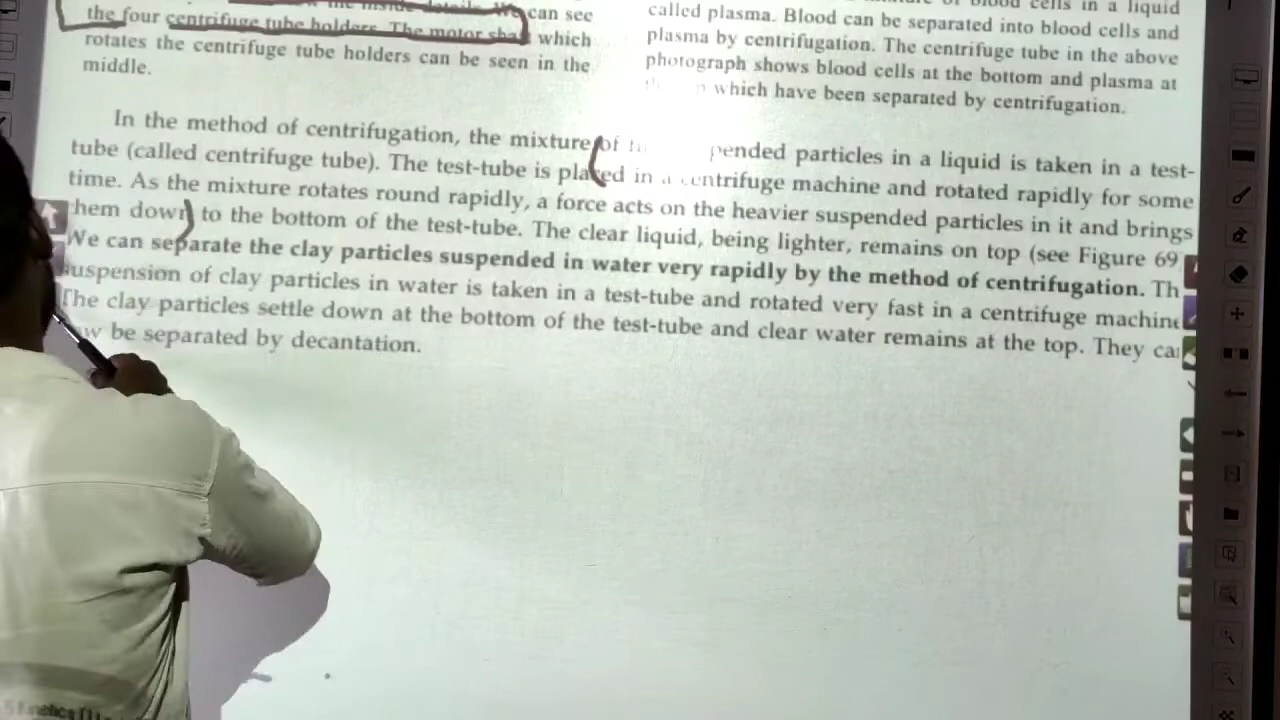 can see
the four centrifuge tube holders. The motor shaft which
rotates the centrifuge tube holders can be seen in the
middle.
cells in a liquid
called plasma. Blood can be separated into blood cells and
plasma by centrifugation. The centrifuge tube in the above
photograph shows blood cells at the bottom and plasma at
which have been separated by centrifugation.
In the method of centrifugation, the mixture of pended particles in a liquid is taken in a test-
tube (called centrifuge tube). The test-tube is placed in a centrifuge machine and rotated rapidly for some
time. As the mixture rotates round rapidly, a force acts on the heavier suspended particles in it and brings
hem down to the bottom of the test-tube. The clear liquid, being lighter, remains on top (see Figure 69
We can separate the clay particles suspended in water very rapidly by the method of centrifugation. Th
suspension of clay particles in water is taken in a test-tube and rotated very fast in a centrifuge machine
The clay particles settle down at the bottom of the test-tube and clear water remains at the top. They ca
w be separated by decantation.